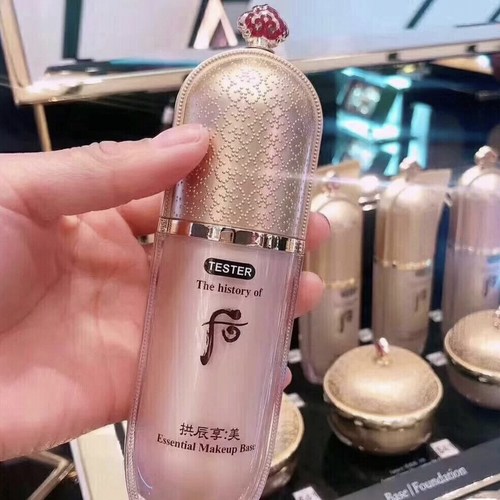 TESTER
The history of
后
拱辰享:美
Essential Makeup Base
Base | Foundation